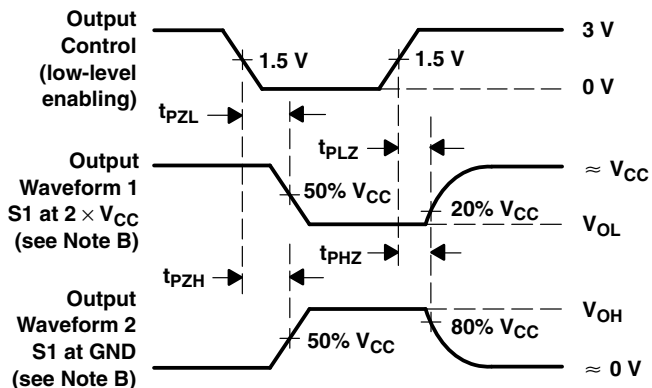 Output
Control
(low-level
enabling)
1.5 V
1.5 V
3 V
0 V
tPZL
tPLZ
Output
Waveform 1
S1 at 2 × VCC
(see Note B)
50% VCC
20% VCC
≈ VCC
VOL
tPZH
tPHZ
Output
Waveform 2
S1 at GND
(see Note B)
50% VCC
80% VCC
VOH
≈ 0 V